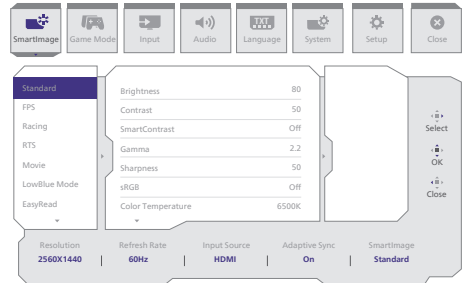 SmartImage
Game Mode
Input
Audio
TXT
Language
System
Setup
Close
Standard
FPS
Racing
RTS
Movie
LowBlue Mode
EasyRead
Brightness 80
Contrast 50
SmartContrast Off
Gamma 2.2
Sharpness 50
sRGB Off
Color Temperature 6500K
Select
OK
Close
Resolution Refresh Rate Input Source Adaptive Sync SmartImage
2560X1440 | 60Hz | HDMI | On | Standard